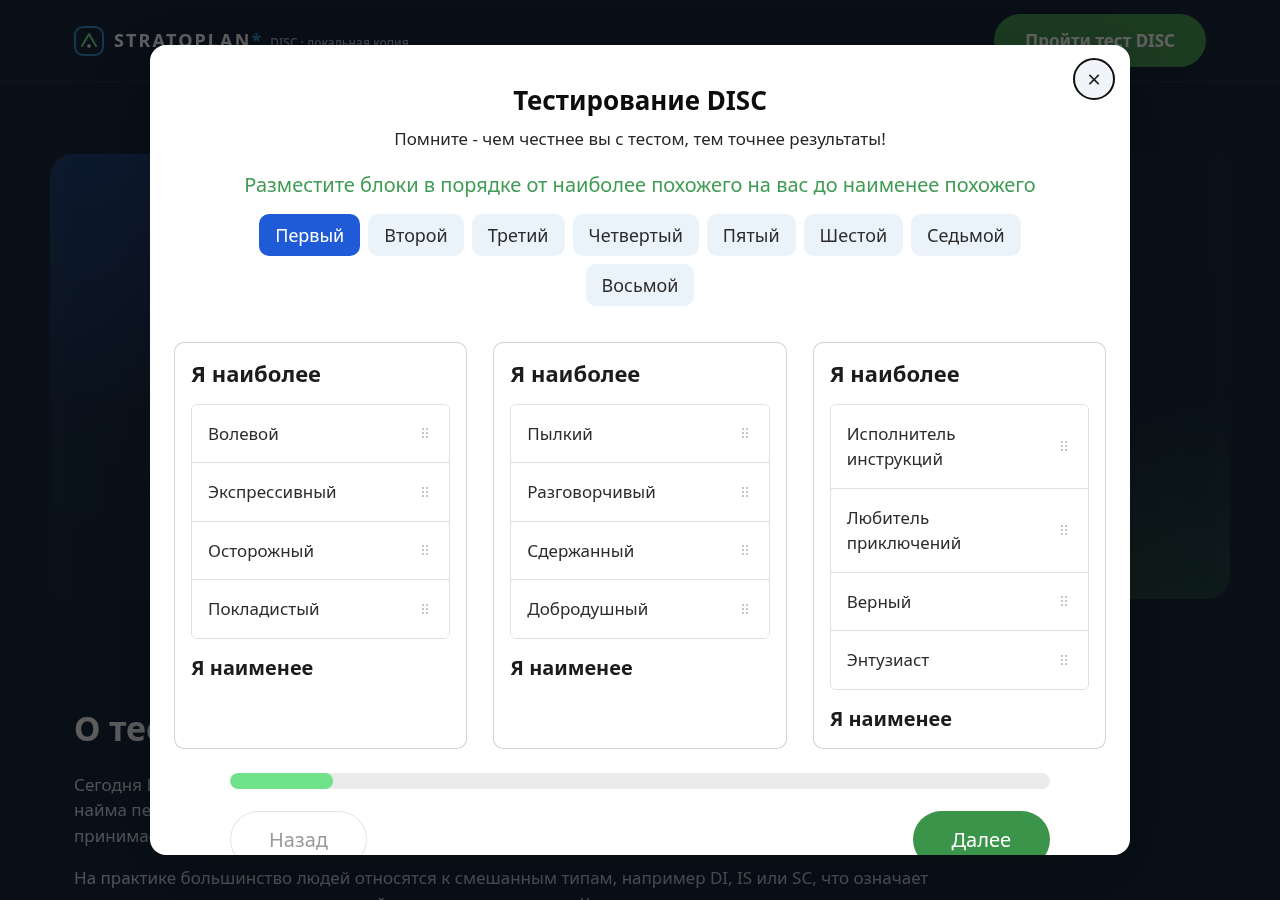 STRATOPLAN* DISC · локальная копия
Пройти тест DISC
×
Тестирование DISC
Помните - чем честнее вы с тестом, тем точнее результаты!
Разместите блоки в порядке от наиболее похожего на вас до наименее похожего
Первый Второй Третий Четвертый Пятый Шестой Седьмой
Восьмой
Я наиболее
Волевой
Экспрессивный
Осторожный
Покладистый
Я наименее
Я наиболее
Пылкий
Разговорчивый
Сдержанный
Добродушный
Я наименее
Я наиболее
Исполнитель
инструкций
Любитель
приключений
Верный
Энтузиаст
Я наименее
Назад
Далее
О
Сегодня
найма
На практике большинство людей относятся к смешанным типам, например DI, IS или SC, что означает